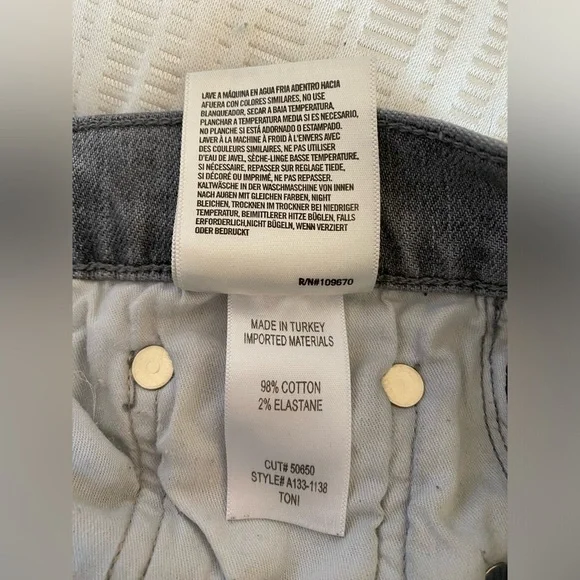 LAVE A MÁQUINA EN AGUA FRIA ADENTRO HACIA
AFUERA CON COLORES SIMILARES, NO USE
BLANQUEADOR, SECAR A BAJA TEMPERATURA,
PLANCHAR A TEMPERATURA MEDIA SI ES NECESARIO,
NO PLANCHE SI ESTÁ ADORNADO O ESTAMPADO.
LAVER À LA MACHINE À FROID À L'ENVERS AVEC
DES COULEURS SIMILAIRES, NE PAS UTILISER
D'EAU DE JAVEL, SÈCHE-LINGE BASSE TEMPERATURE,
SI NÉCESSAIRE, REPASSER SUR REGLAGE TIEDE,
SI DÉCORÉ OU IMPRIMÉ, NE PAS REPASSER.
KALTWÄSCHE IN DER WASCHMASCHINE VON INNEN
NACH AUßEN MIT GLEICHEN FARBEN, NIGHT
BLEICHEN, TROCKNEN IM TROCKNER BEI NIEDRIGER
TEMPERATUR, BEIMITTLERER HITZE BÜGLEN, FALLS
ERFORDERLICH,NICHT BÜGLEN, WENN VERZIERT
ODER BEDRUCKT
R/N#109670
MADE IN TURKEY
IMPORTED MATERIALS
98% COTTON
2% ELASTANE
CUT# 50650
STYLE# A133-1138
TONI